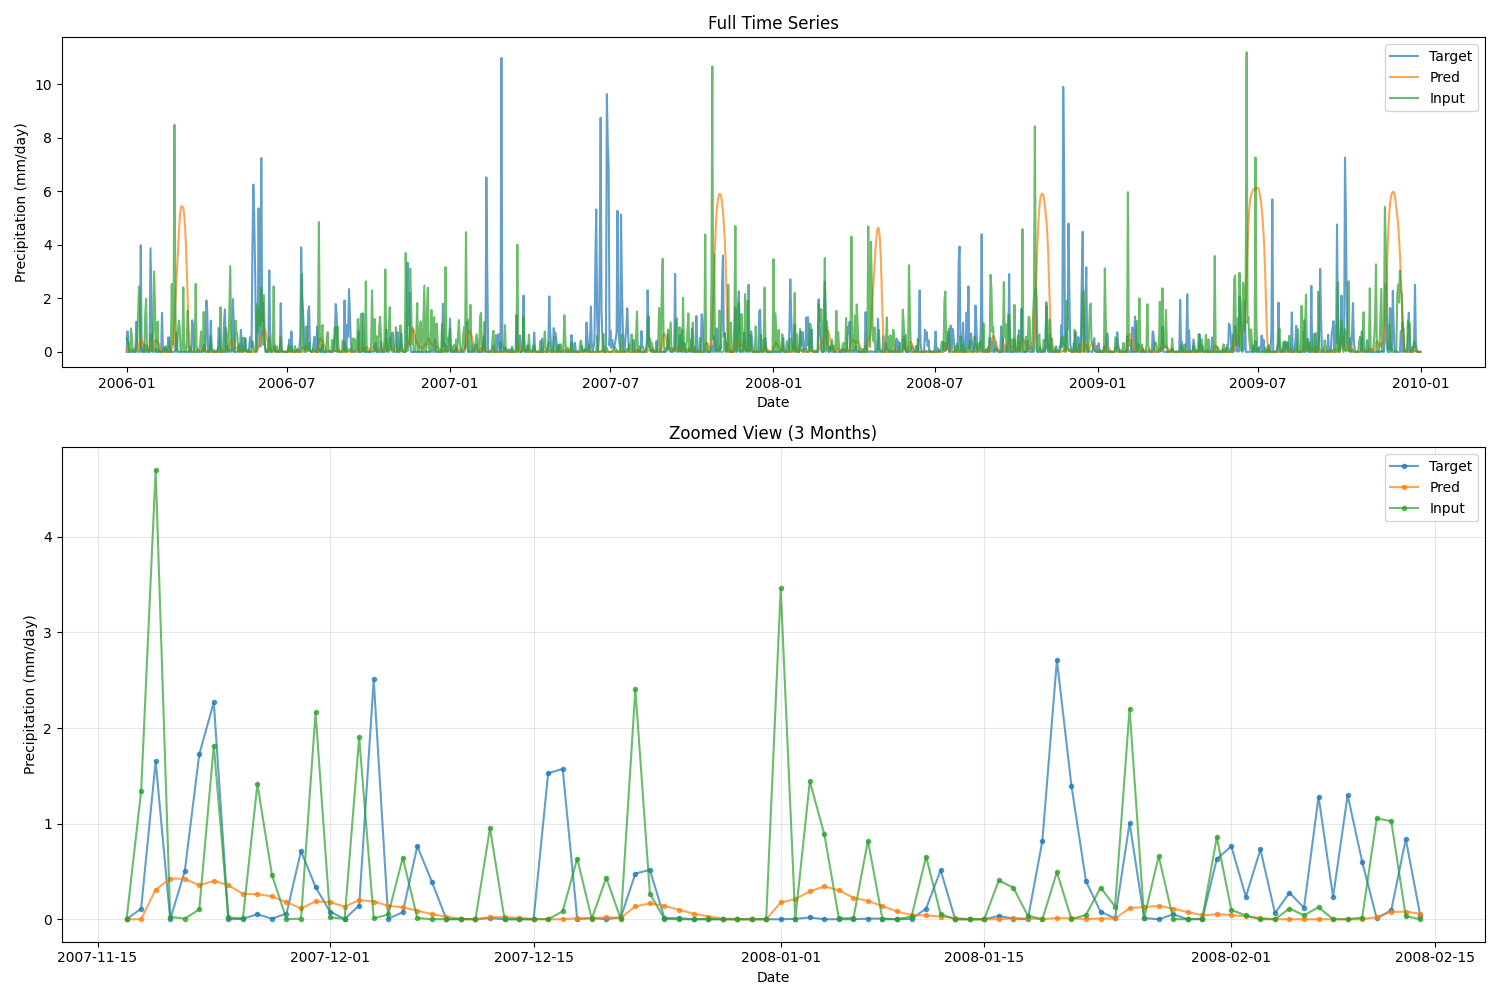 Full Time Series
Precipitation (mm/day)
10
8
6
4
2
0
Target
Pred
Input
2006-01 2006-07 2007-01 2007-07 2008-01 2008-07 2009-01 2009-07 2010-01
Date
Zoomed View (3 Months)
Precipitation (mm/day)
4
3
2
1
0
Target
Pred
Input
2007-11-15 2007-12-01 2007-12-15 2008-01-01 2008-01-15 2008-02-01 2008-02-15
Date